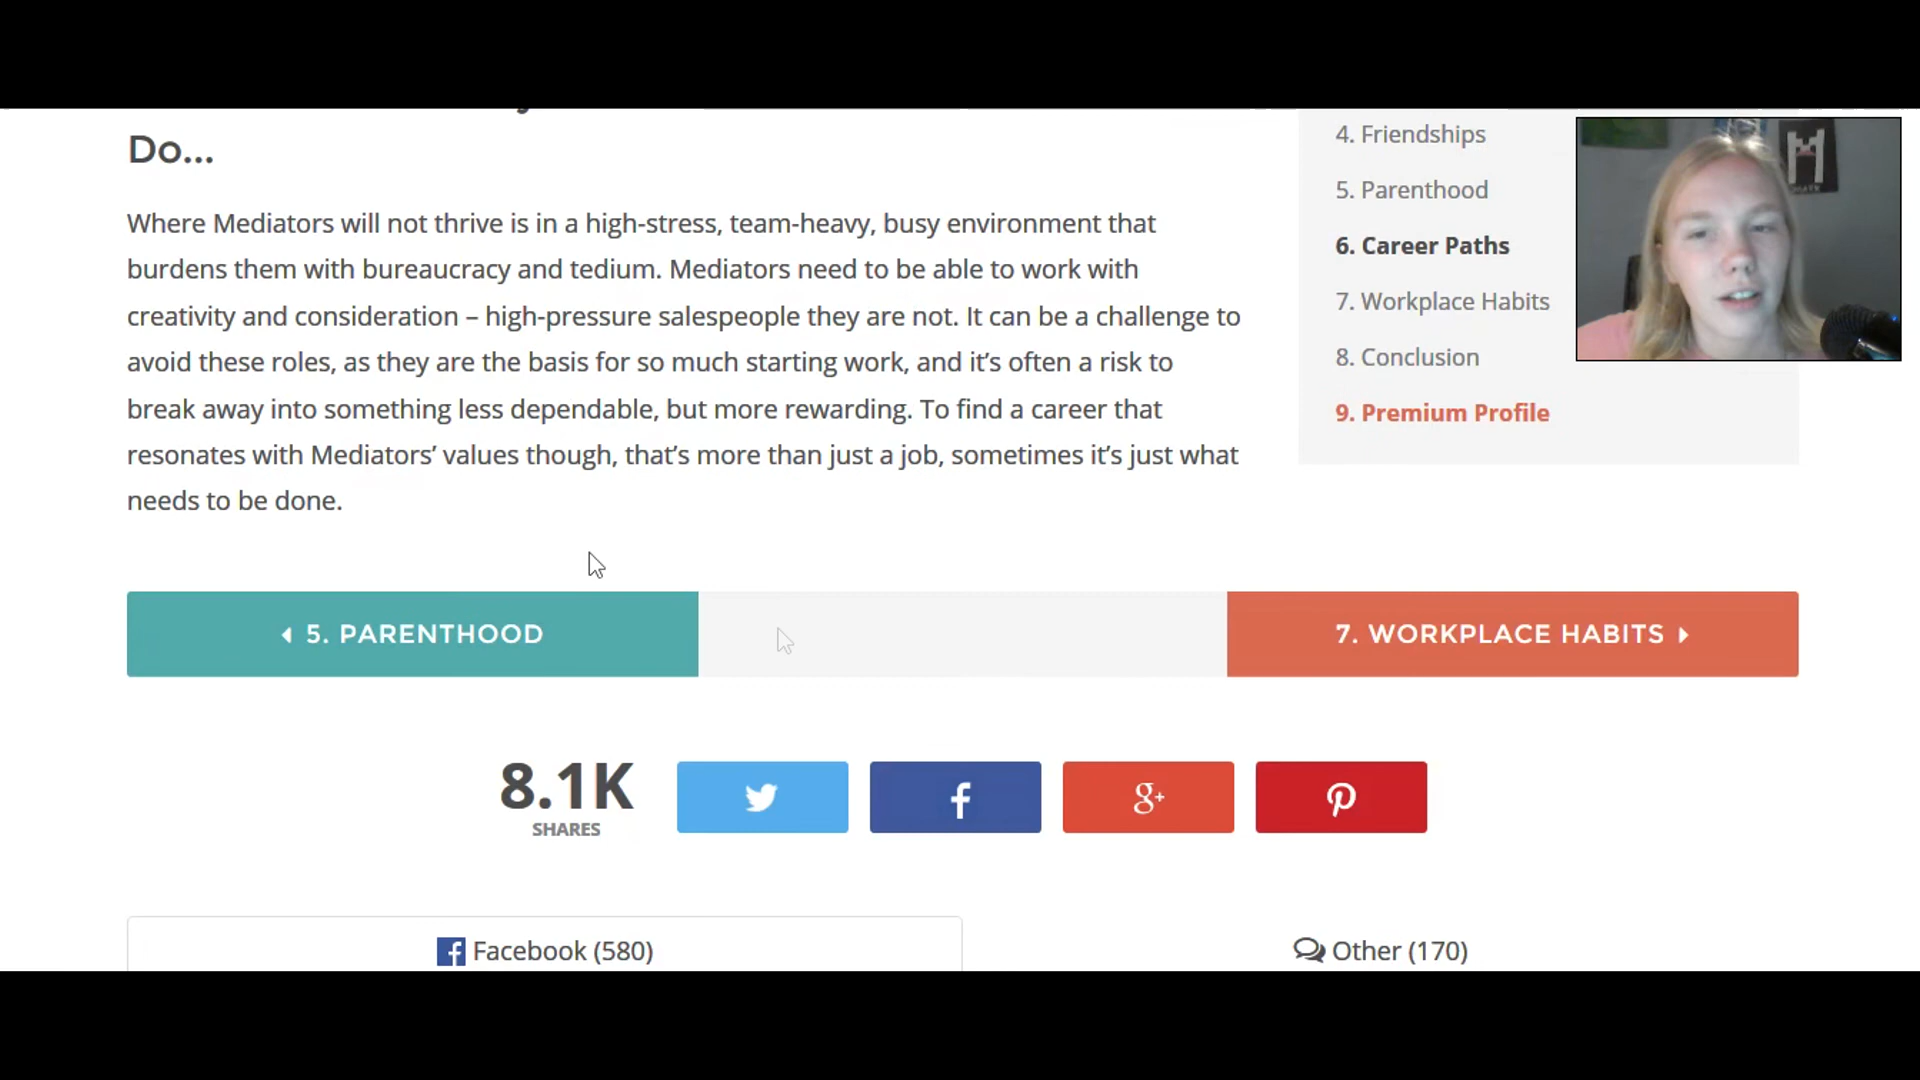 Do...
Where Mediators will not thrive is in a high-stress, team-heavy, busy environment that
burdens them with bureaucracy and tedium. Mediators need to be able to work with
creativity and consideration – high-pressure salespeople they are not. It can be a challenge to
avoid these roles, as they are the basis for so much starting work, and it’s often a risk to
break away into something less dependable, but more rewarding. To find a career that
resonates with Mediators’ values though, that’s more than just a job, sometimes it’s just what
needs to be done.
4. Friendships
5. Parenthood
6. Career Paths
7. Workplace Habits
8. Conclusion
9. Premium Profile
5. PARENTHOOD
7. WORKPLACE HABITS
8.1K
SHARES
Facebook (580)
Other (170)